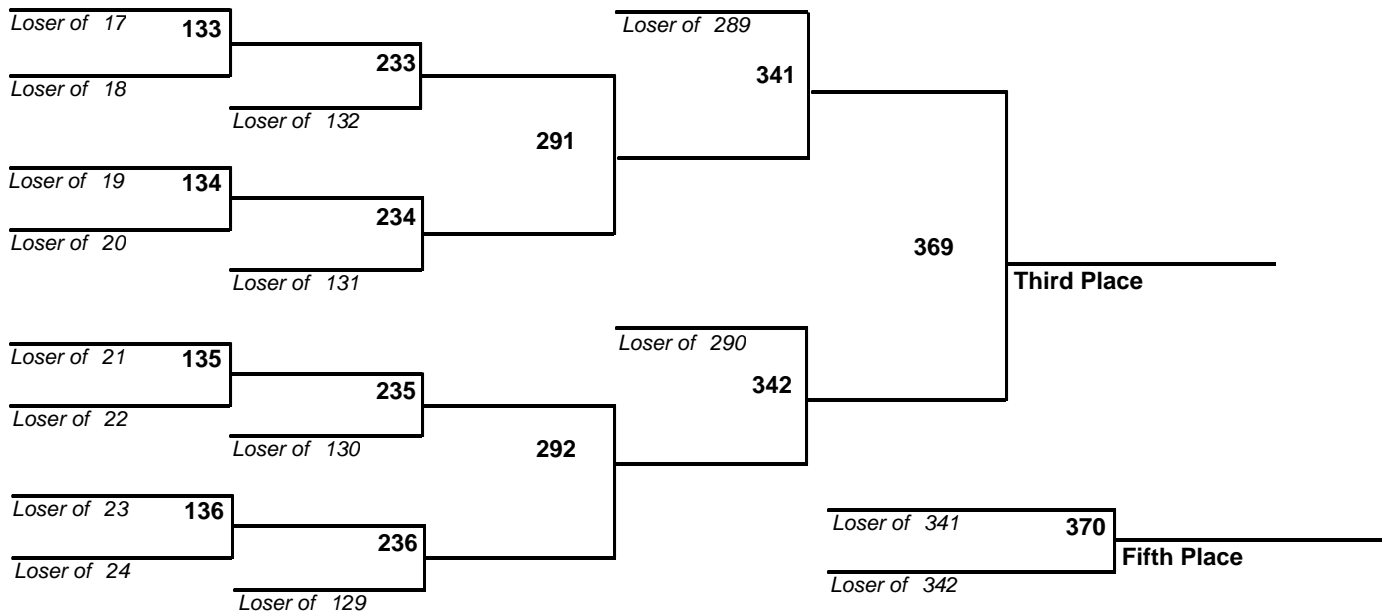 Loser of 17
133
Loser of 18
233
Loser of 132
Loser of 19
134
Loser of 20
234
Loser of 131
291
Loser of 289
341
Loser of 21
135
Loser of 22
235
Loser of 130
Loser of 23
136
Loser of 24
236
Loser of 129
292
Loser of 290
342
369
Third Place
Loser of 341
370
Loser of 342
Fifth Place